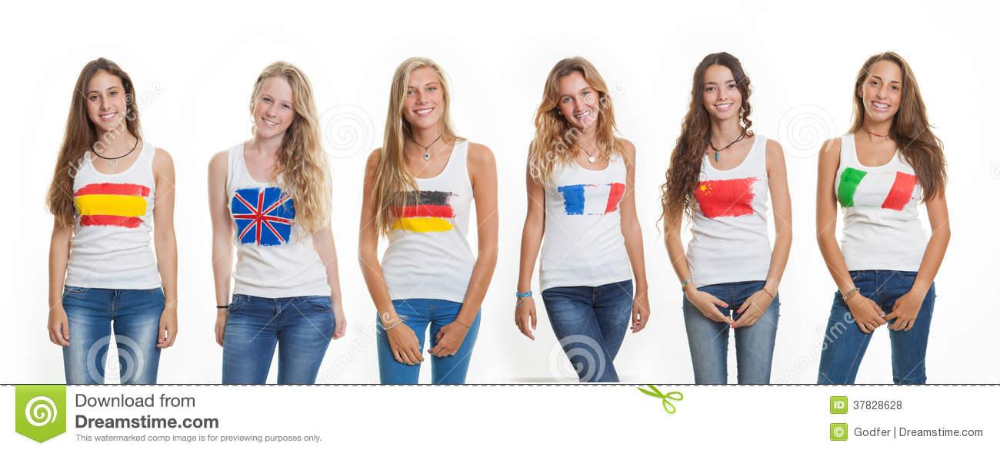 Download from
Dreamstime.com
This watermarked comp image is for previewing purposes only.
ID 37828628
© Godfer | Dreamstime.com